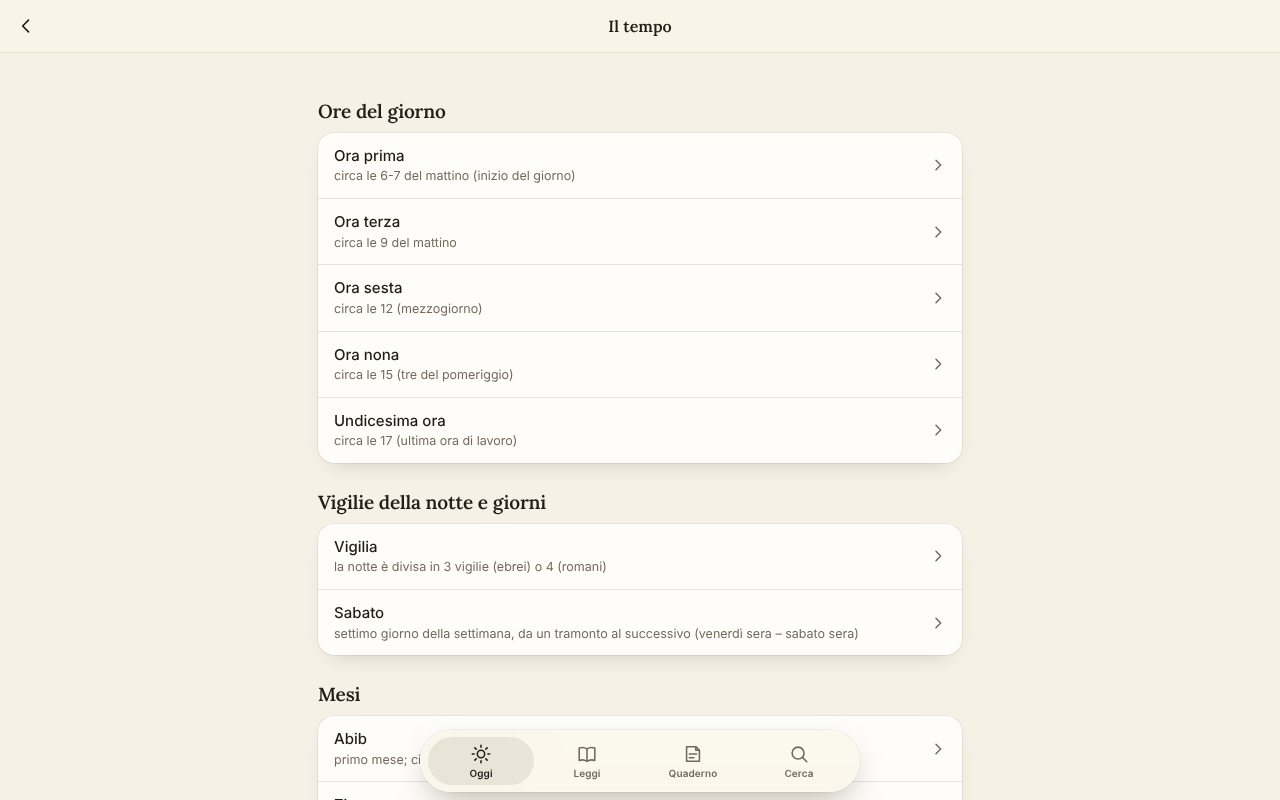 Il tempo
Ore del giorno
Ora prima
circa le 6-7 del mattino (inizio del giorno)
Ora terza
circa le 9 del mattino
Ora sesta
circa le 12 (mezzogiorno)
Ora nona
circa le 15 (tre del pomeriggio)
Undicesima ora
circa le 17 (ultima ora di lavoro)
Vigilie della notte e giorni
Vigilia
la notte è divisa in 3 vigilie (ebrei) o 4 (romani)
Sabato
settimo giorno della settimana, da un tramonto al successivo (venerdì sera – sabato sera)
Mesi
Abib
primo mese;
Oggi
Leggi
Quaderno
Cerca